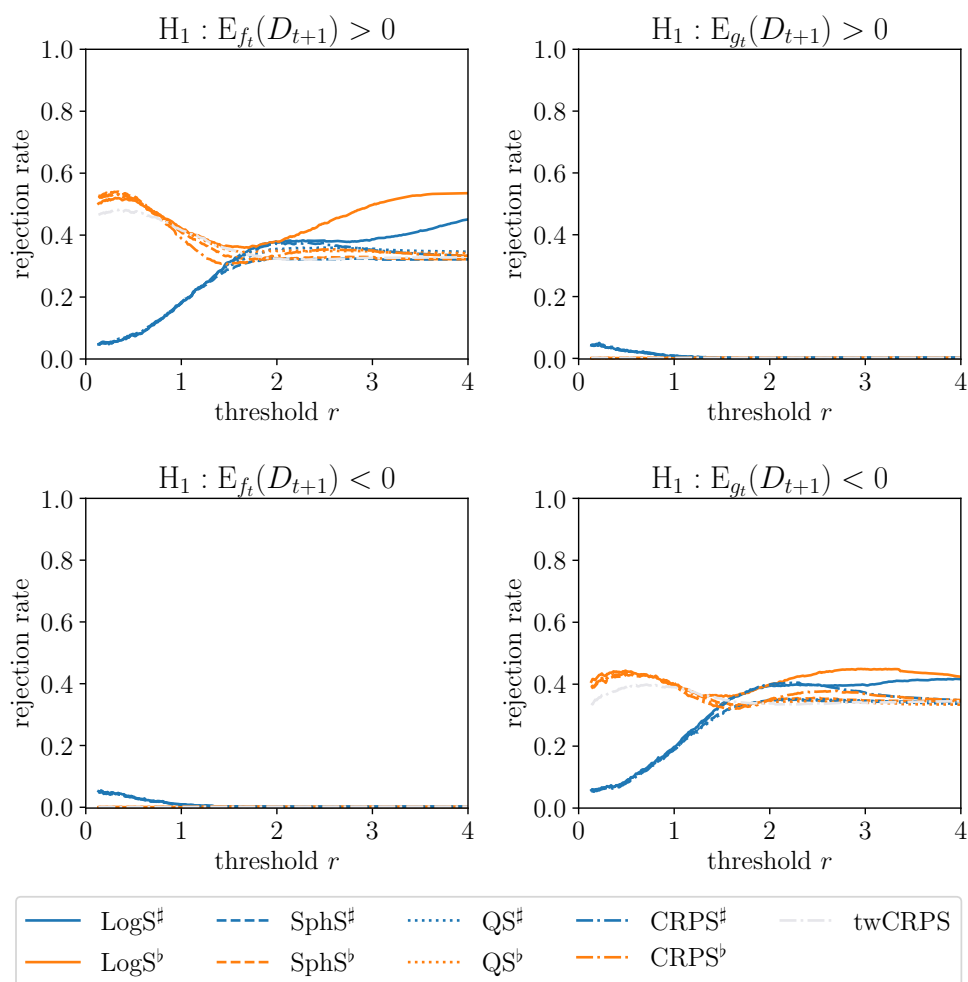 H₁ : E_{f_t}(D_{t+1}) > 0
1.0
0.8
0.6
0.4
0.2
0.0
rejection rate
0 1 2 3 4
threshold r
H₁ : E_{g_t}(D_{t+1}) > 0
1.0
0.8
0.6
0.4
0.2
0.0
rejection rate
0 1 2 3 4
threshold r
H₁ : E_{f_t}(D_{t+1}) < 0
1.0
0.8
0.6
0.4
0.2
0.0
rejection rate
0 1 2 3 4
threshold r
H₁ : E_{g_t}(D_{t+1}) < 0
1.0
0.8
0.6
0.4
0.2
0.0
rejection rate
0 1 2 3 4
threshold r
LogS♯ SphS♯ QS♯ CRPS♯ twCRPS
LogS♭ SphS♭ QS♭ CRPS♭